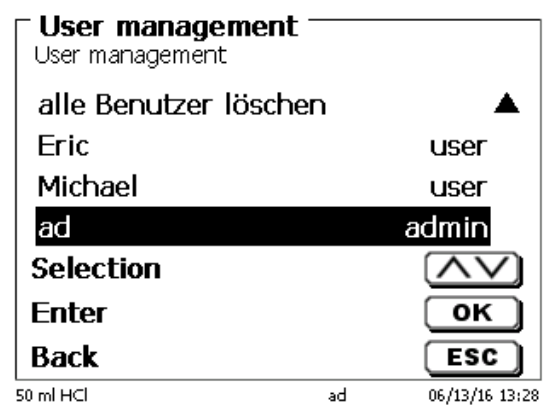 User management
User management
alle Benutzer löschen
Eric user
Michael user
ad admin
Selection
Enter OK
Back ESC
50 ml HCl ad 06/13/16 13:28